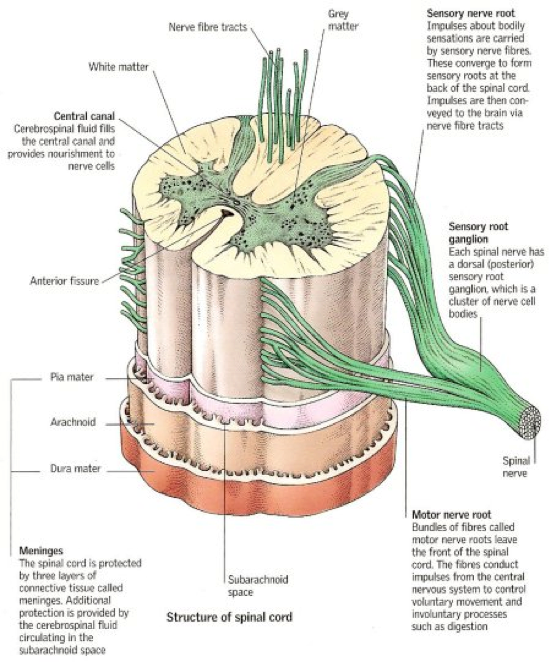 Nerve fibre tracts
Grey
matter
White matter
Sensory nerve root
Impulses about bodily
sensations are carried
by sensory nerve fibres.
These converge to form
sensory roots at the
back of the spinal cord.
Impulses are then con-
veyed to the brain via
nerve fibre tracts
Central canal
Cerebrospinal fluid fills
the central canal and
provides nourishment to
nerve cells
Sensory root
ganglion
Each spinal nerve has
a dorsal (posterior)
sensory root
ganglion, which is a
cluster of nerve cell
bodies
Anterior fissure
Pia mater
Arachnoid
Dura mater
Spinal
nerve
Meninges
The spinal cord is protected
by three layers of
connective tissue called
meninges. Additional
protection is provided by
the cerebrospinal fluid
circulating in the
subarachnoid space
Subarachnoid
space
Motor nerve root
Bundles of fibres called
motor nerve roots leave
the front of the spinal
cord. The fibres conduct
impulses from the central
nervous system to control
voluntary movement and
involuntary processes
such as digestion
Structure of spinal cord